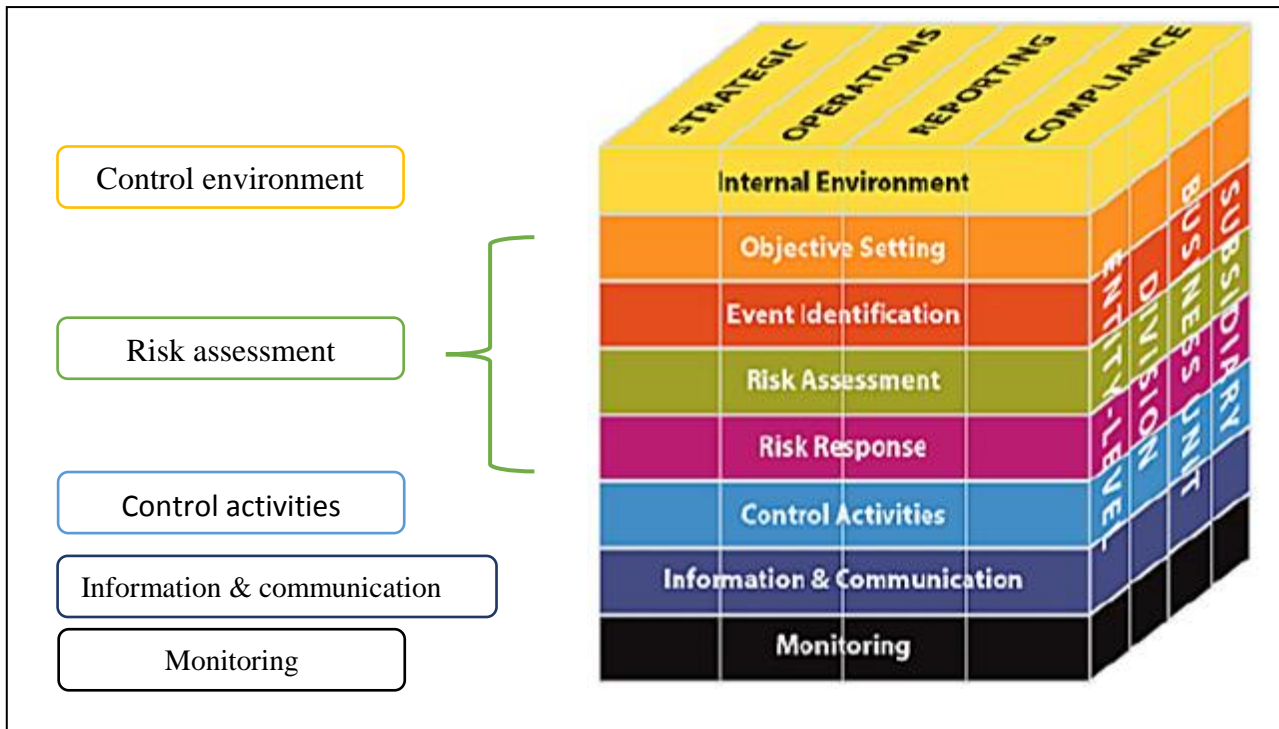 STRATEGIC
OPERATIONS
REPORTING
COMPLIANCE
Control environment
Internal Environment
Objective Setting
Event Identification
Risk assessment
Risk Assessment
Risk Response
Control activities
Control Activities
Information & communication
Information & Communication
Monitoring
Monitoring
ENTITY-LEVEL
DIVISION
BUSINESS UNIT
SUBSIDIARY